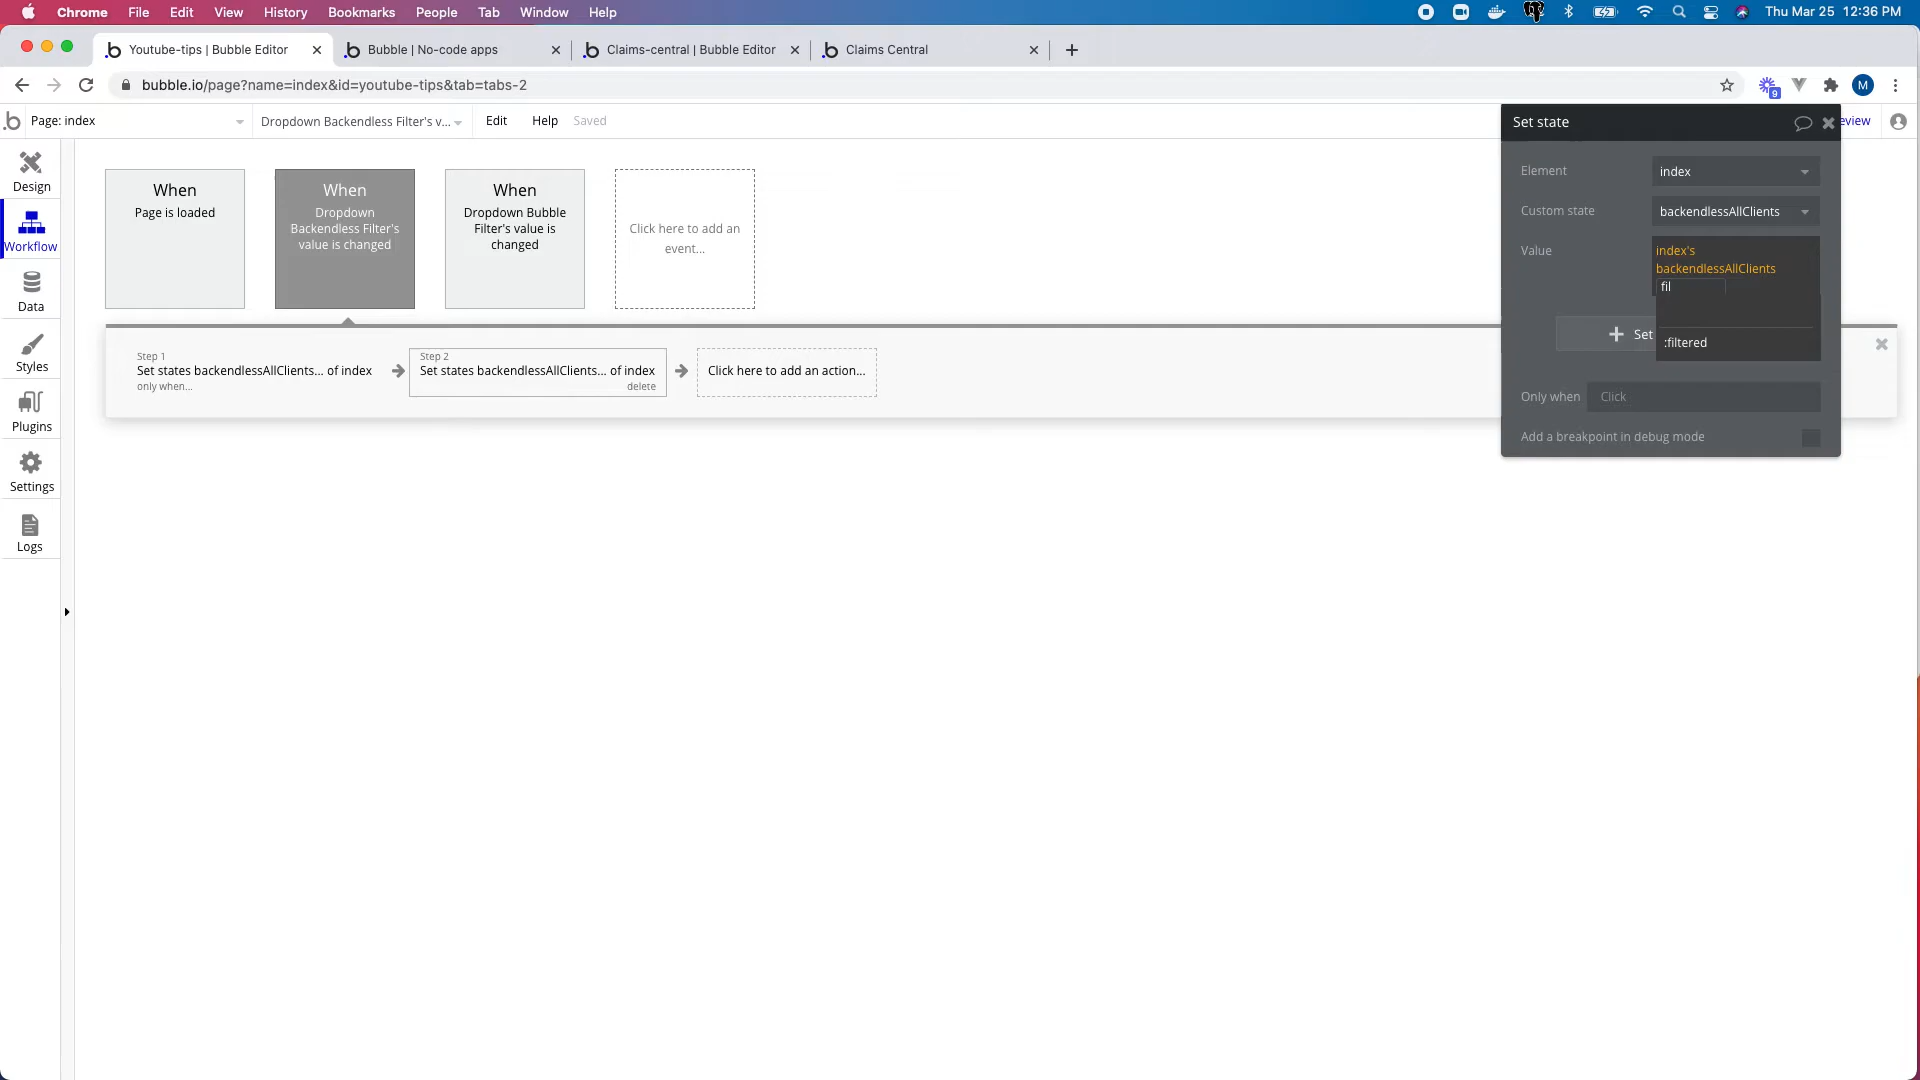 Chrome File Edit View History Bookmarks People Tab Window Help Thu Mar 25 12:36 PM
Youtube-tips | Bubble Editor Bubble | No-code apps Claims-central | Bubble Editor Claims Central
bubble.io/page?name=index&id=youtube-tips&tab=tabs-2 9 M
Page: index Dropdown Backendless Filter's v... Edit Help Saved eview
Design
Workflow
Data
Styles
Plugins
Settings
Logs
When
Page is loaded
When
Dropdown
Backendless Filter's
value is changed
When
Dropdown Bubble
Filter's value is
changed
Click here to add an
event...
Step 1
Set states backendlessAllClients... of index
only when...
Step 2
Set states backendlessAllClients... of index
delete
Click here to add an action...
Set state
Element index
Custom state backendlessAllClients
Value index's
backendlessAllClients
fil
Set
:filtered
Only when Click
Add a breakpoint in debug mode